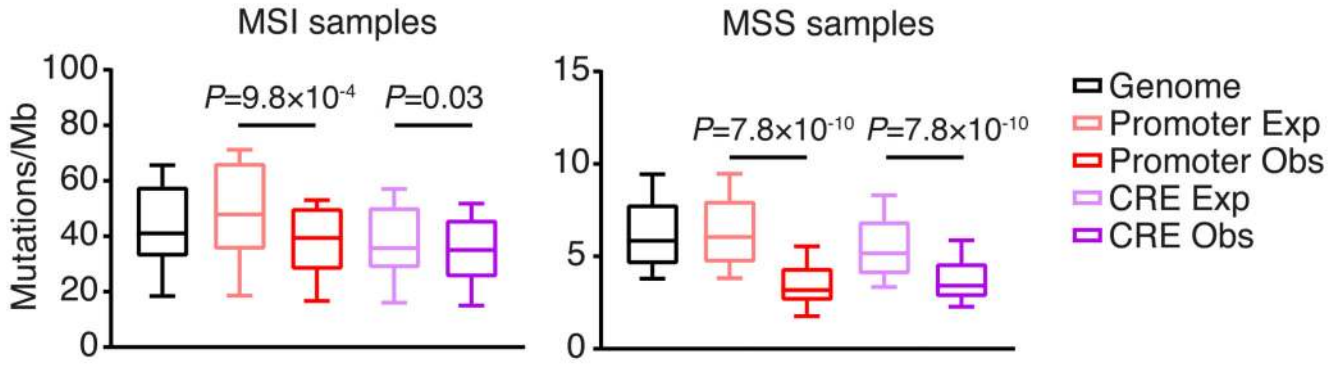 MSI samples
MSS samples
Mutations/Mb
100
80
60
40
20
0
P=9.8×10⁻⁴
P=0.03
15
10
5
0
P=7.8×10⁻¹⁰
P=7.8×10⁻¹⁰
Genome
Promoter Exp
Promoter Obs
CRE Exp
CRE Obs